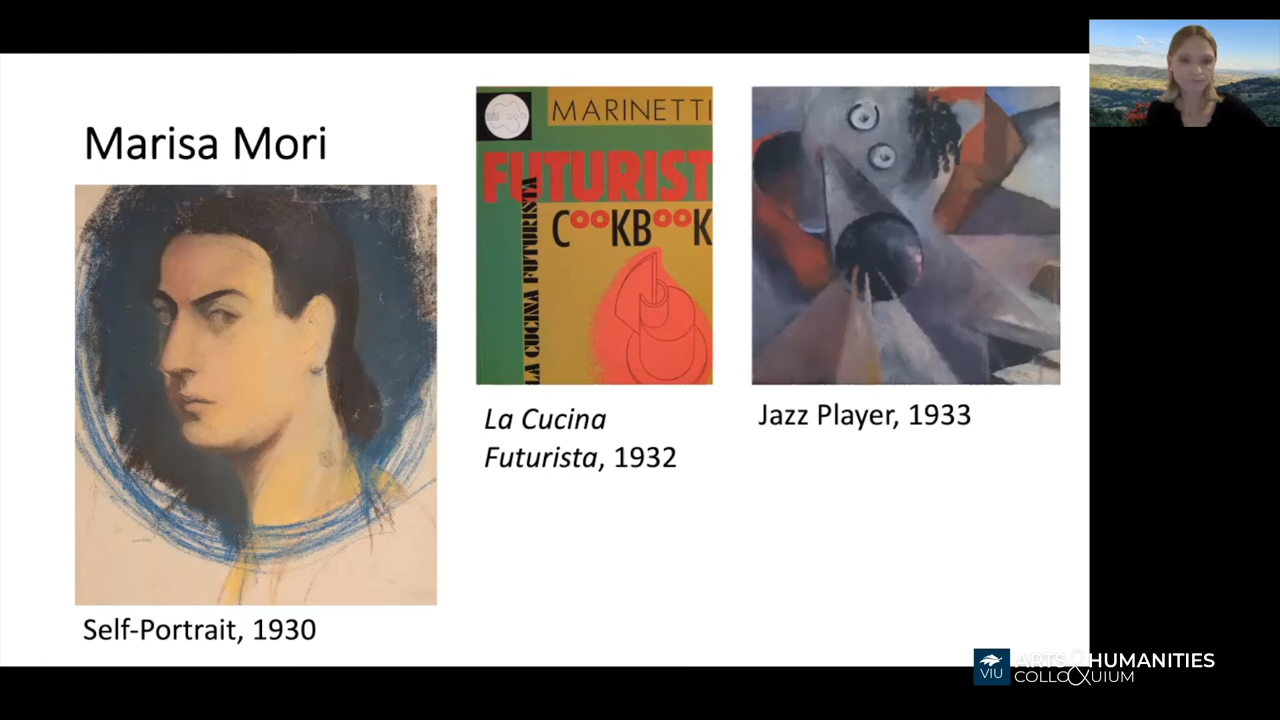 Marisa Mori
MARINETTI
FUTURIST
COOKBOOK
LA CUCINA FUTURISTA
La Cucina
Futurista, 1932
Jazz Player, 1933
Self-Portrait, 1930
VIU
ARTS & HUMANITIES
COLLOQUIUM